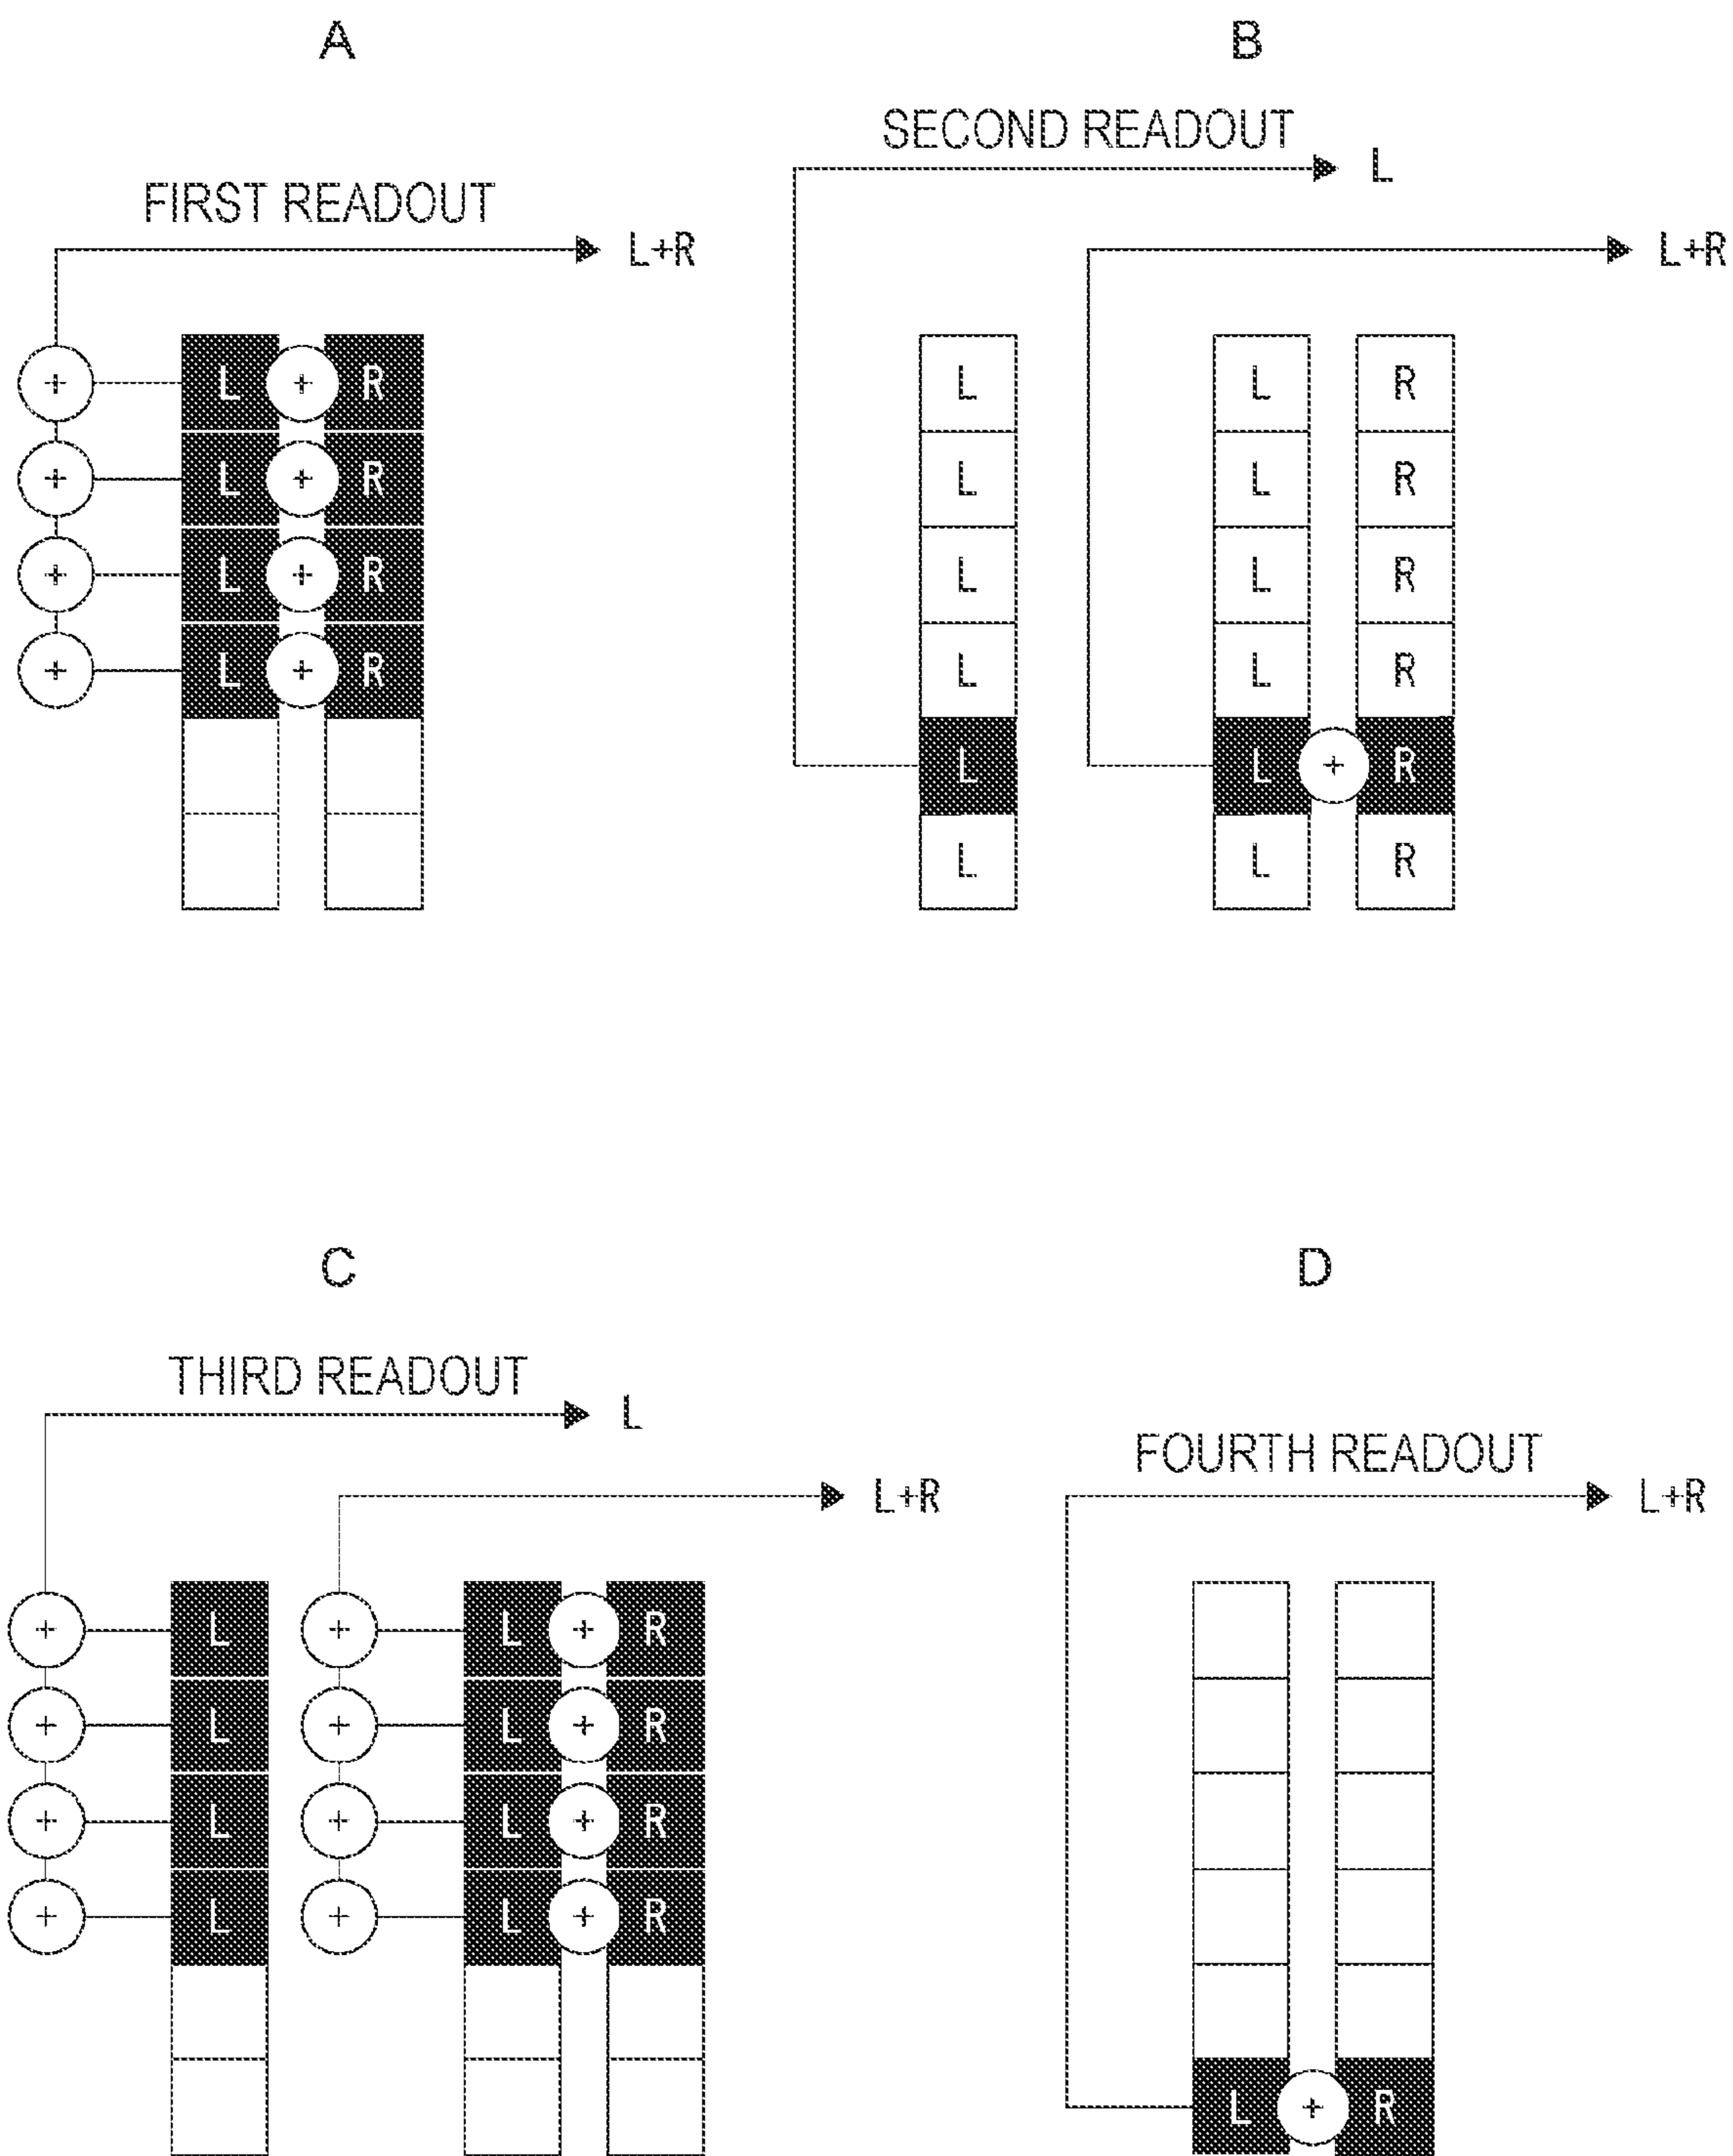 A
B
SECOND READOUT
L
FIRST READOUT
L+R
L+R
+ L + R
L
L R
+ L + R
L
L R
+ L + R
L
L R
+ L + R
L
L R
L
L + R
L
L R
C
D
THIRD READOUT
L
FOURTH READOUT
L+R
L+R
+ L + L + R
+ L + L + R
+ L + L + R
+ L + L + R
L + R